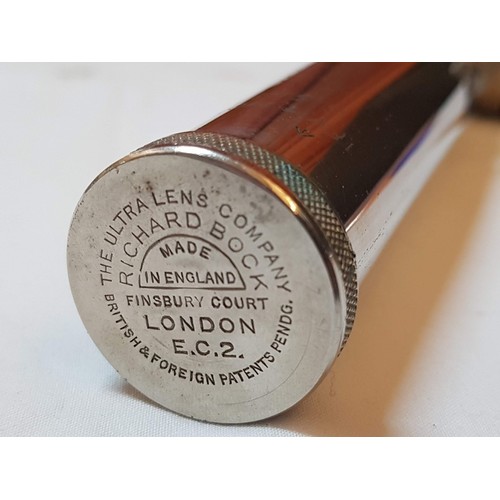 THE ULTRA LENS COMPANY
RICHARD BOCK
MADE
IN ENGLAND
FINSBURY COURT
LONDON
E.C.2.
BRITISH & FOREIGN PATENTS PENDG.